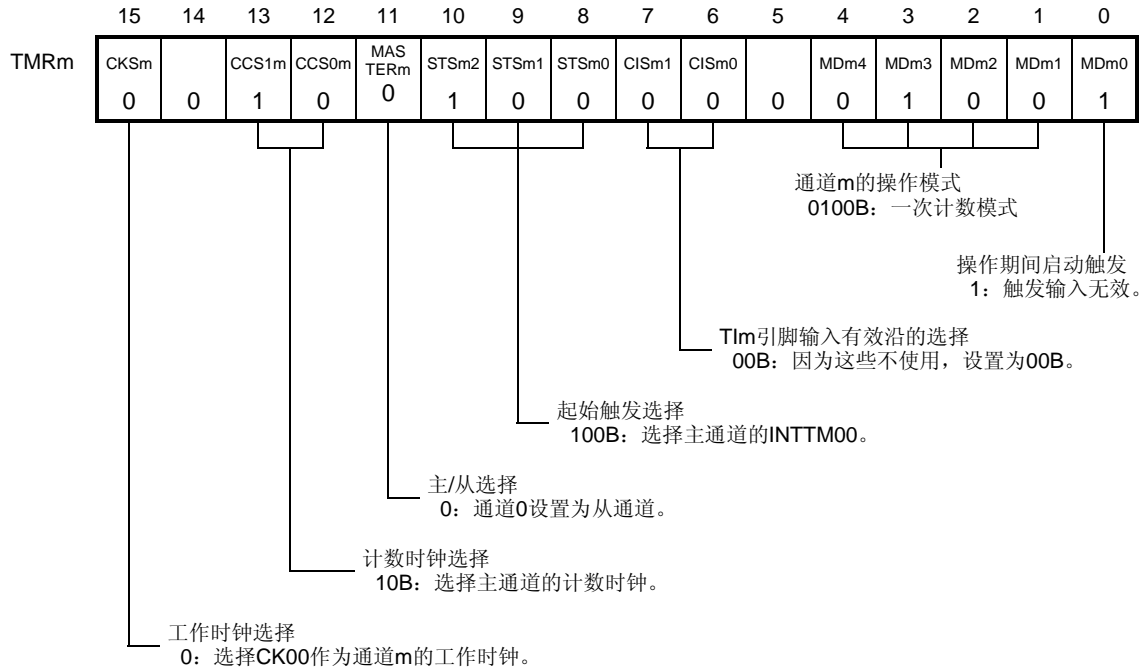 15 14 13 12 11 10 9 8 7 6 5 4 3 2 1 0
TMRm
CKSm CCS1m CCS0m MAS TERm STSm2 STSm1 STSm0 CISm1 CISm0 MDm4 MDm3 MDm2 MDm1 MDm0
0 0 1 0 0 1 0 0 0 0 0 0 1 0 0 1
通道m的操作模式
0100B：一次计数模式
操作期间启动触发
1：触发输入无效。
TIm引脚输入有效沿的选择
00B：因为这些不使用，设置为00B。
起始触发选择
100B：选择主通道的INTTM00。
主/从选择
0：通道0设置为从通道。
计数时钟选择
10B：选择主通道的计数时钟。
工作时钟选择
0：选择CK00作为通道m的工作时钟。